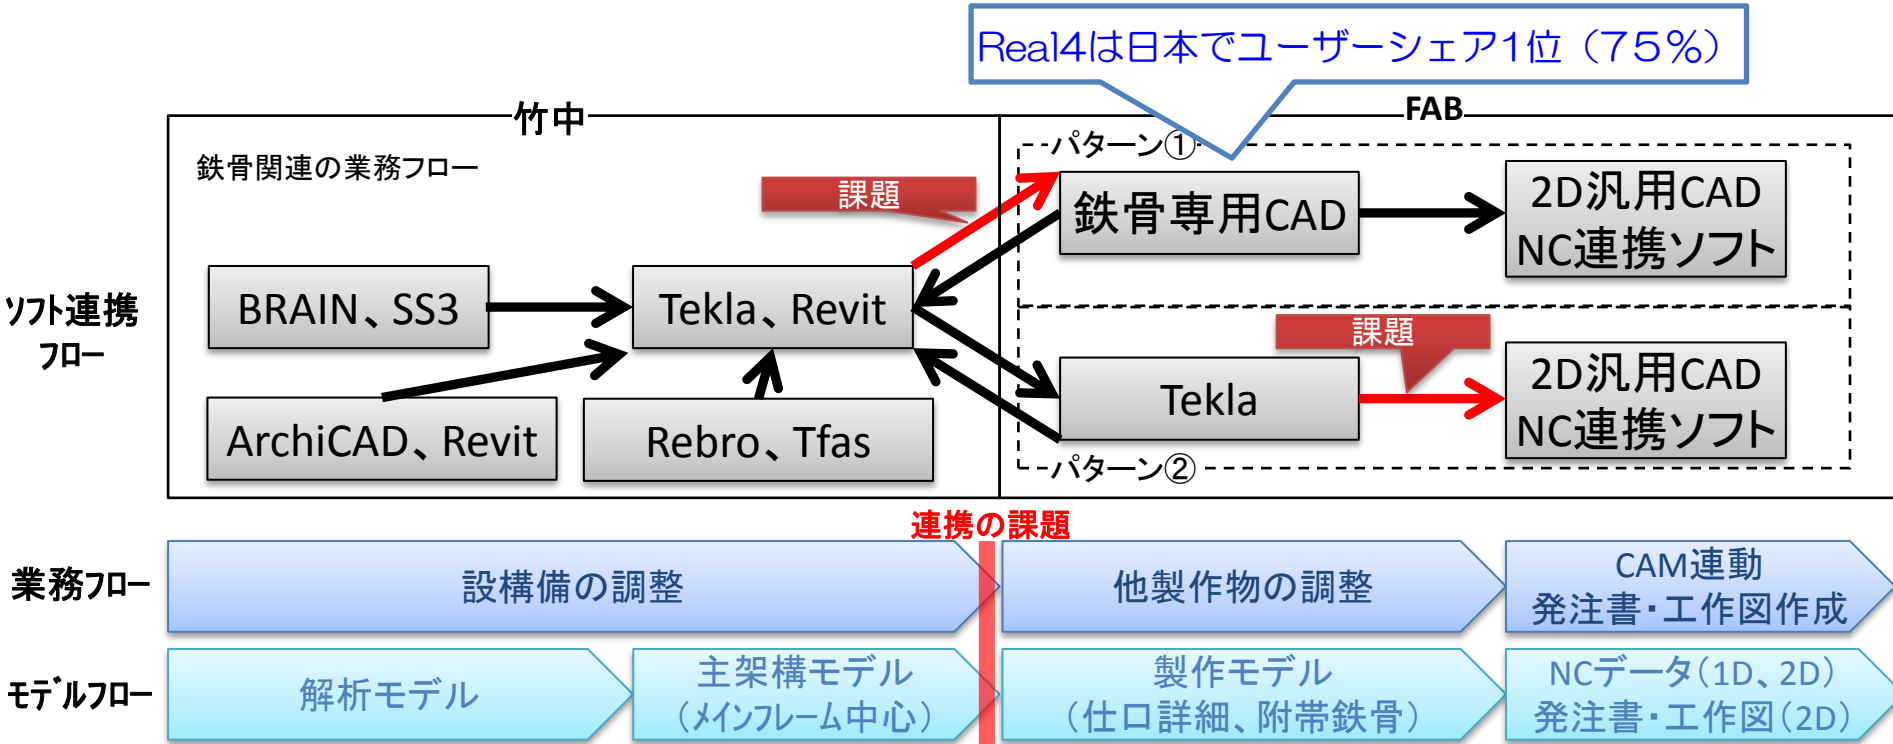 Real4は日本でユーザーシェア1位（75％）
竹中
FAB
鉄骨関連の業務フロー
パターン①
課題
鉄骨専用CAD
2D汎用CAD
NC連携ソフト
ソフト連携
フロー
BRAIN、SS3
Tekla、Revit
課題
ArchiCAD、Revit
Rebro、Tfas
Tekla
2D汎用CAD
NC連携ソフト
パターン②
連携の課題
業務フロー
設構備の調整
他製作物の調整
CAM連動
発注書・工作図作成
モデルフロー
解析モデル
主架構モデル
（メインフレーム中心）
製作モデル
（仕口詳細、附帯鉄骨）
NCデータ（1D、2D）
発注書・工作図（2D）